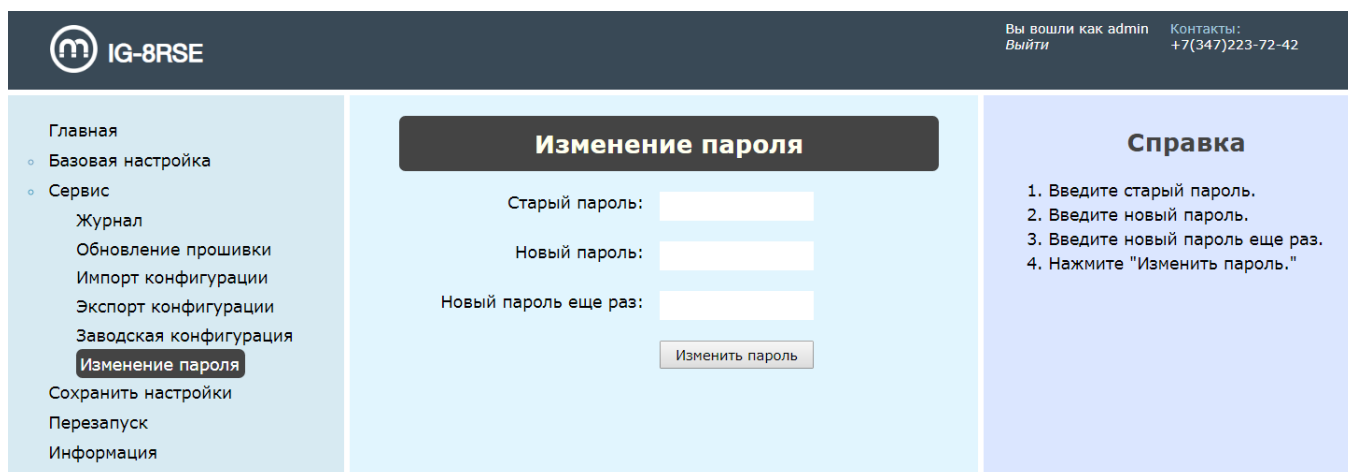 m IG-8RSE
Вы вошли как admin
Выйти
Контакты:
+7(347)223-72-42
Главная
Базовая настройка
Сервис
Журнал
Обновление прошивки
Импорт конфигурации
Экспорт конфигурации
Заводская конфигурация
Изменение пароля
Сохранить настройки
Перезапуск
Информация
Изменение пароля
Старый пароль:
Новый пароль:
Новый пароль еще раз:
Изменить пароль
Справка
1. Введите старый пароль.
2. Введите новый пароль.
3. Введите новый пароль еще раз.
4. Нажмите "Изменить пароль."